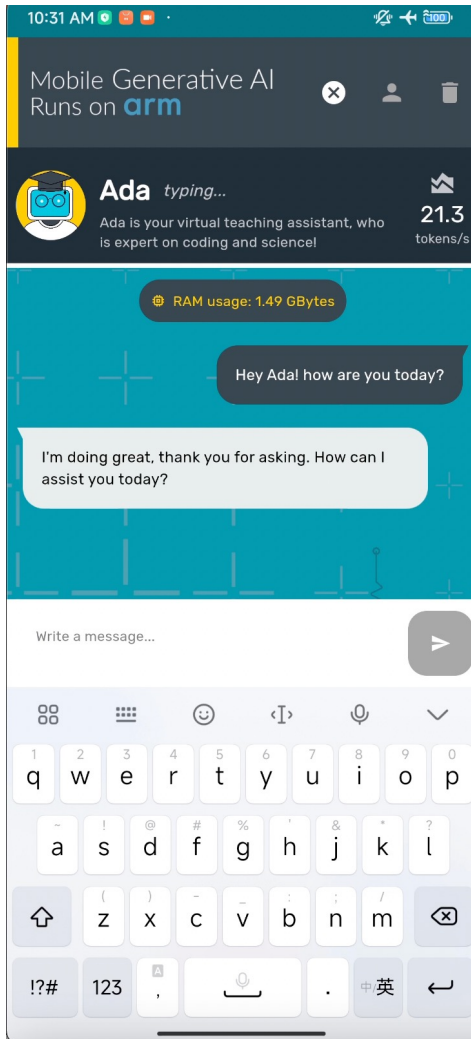 10:31 AM
100
Mobile Generative AI
Runs on arm
Ada typing...
Ada is your virtual teaching assistant, who
is expert on coding and science!
21.3
tokens/s
RAM usage: 1.49 GBytes
Hey Ada! how are you today?
I'm doing great, thank you for asking. How can I
assist you today?
Write a message...
1 2 3 4 5 6 7 8 9 0
q w e r t y u i o p
~ ! @ # % ' & * ?
a s d f g h j k l
( ) - _ : ; /
z x c v b n m
!?# 123 A , . 中/英